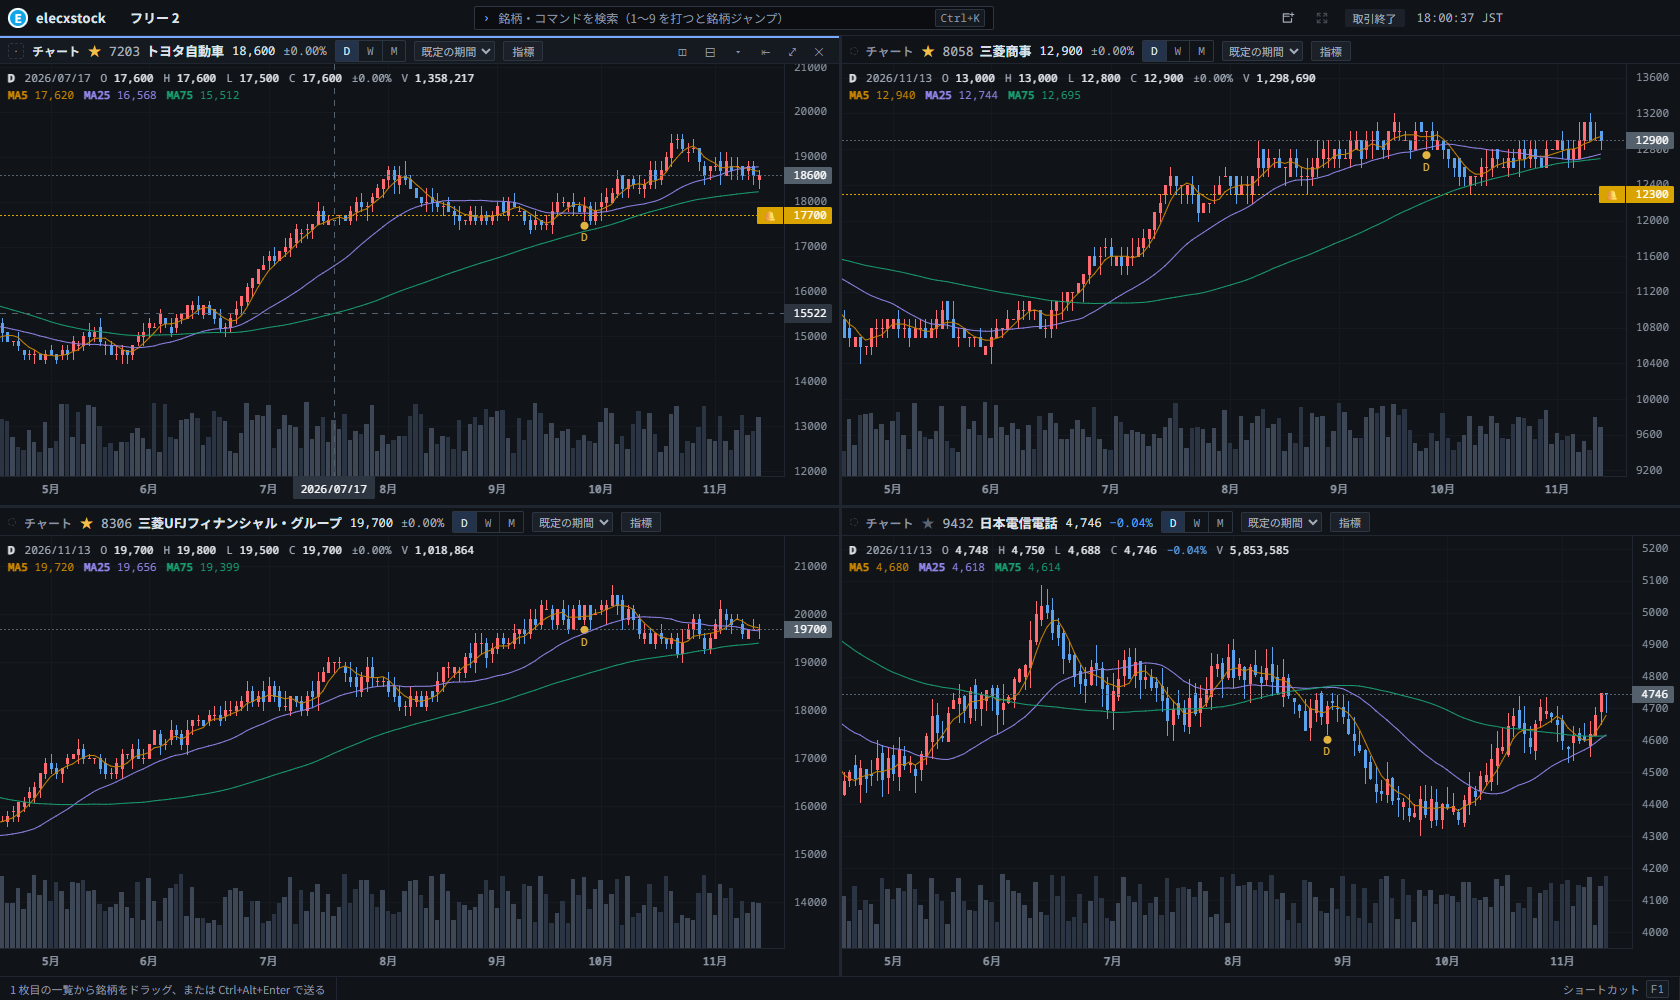 elecxstock フリー 2 › 銘柄・コマンドを検索（1〜9 を打つと銘柄ジャンプ） Ctrl+K 取引終了 18:00:37 JST
チャート ★ 7203 トヨタ自動車 18,600 ±0.00% D W M 既定の期間 指標
D 2026/07/17 O 17,600 H 17,600 L 17,500 C 17,600 ±0.00% V 1,358,217
MA5 17,620 MA25 16,568 MA75 15,512
21000
20000
19000
18600
18000
17700
17000
16000
15522
15000
14000
13000
12000
D
5月 6月 7月 2026/07/17 8月 9月 10月 11月
チャート ★ 8058 三菱商事 12,900 ±0.00% D W M 既定の期間 指標
D 2026/11/13 O 13,000 H 13,000 L 12,800 C 12,900 ±0.00% V 1,298,690
MA5 12,940 MA25 12,744 MA75 12,695
13600
13200
12900
12800
12400
12300
12000
11600
11200
10800
10400
10000
9600
9200
D
5月 6月 7月 8月 9月 10月 11月
チャート ★ 8306 三菱UFJフィナンシャル・グループ 19,700 ±0.00% D W M 既定の期間 指標
D 2026/11/13 O 19,700 H 19,800 L 19,500 C 19,700 ±0.00% V 1,018,864
MA5 19,720 MA25 19,656 MA75 19,399
21000
20000
19700
19000
18000
17000
16000
15000
14000
D
5月 6月 7月 8月 9月 10月 11月
チャート ★ 9432 日本電信電話 4,746 −0.04% D W M 既定の期間 指標
D 2026/11/13 O 4,748 H 4,750 L 4,688 C 4,746 −0.04% V 5,853,585
MA5 4,680 MA25 4,618 MA75 4,614
5200
5100
5000
4900
4800
4746
4700
4600
4500
4400
4300
4200
4100
4000
D
5月 6月 7月 8月 9月 10月 11月
1 枚目の一覧から銘柄をドラッグ、または Ctrl+Alt+Enter で送る ショートカット F1